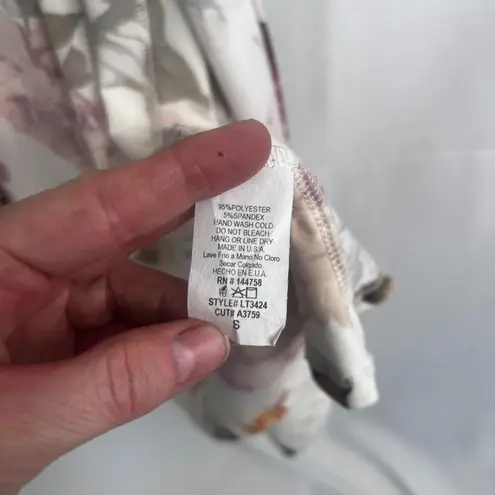 95%POLYESTER
5%SPANDEX
HAND WASH COLD
DO NOT BLEACH
HANG OR LINE DRY
MADE IN U.S.A.
Lave Frio a Mano,No Cloro
Secar Colgado
HECHO EN E.U.A.
RN # 144758
STYLE# LT3424
CUT# A3759
S